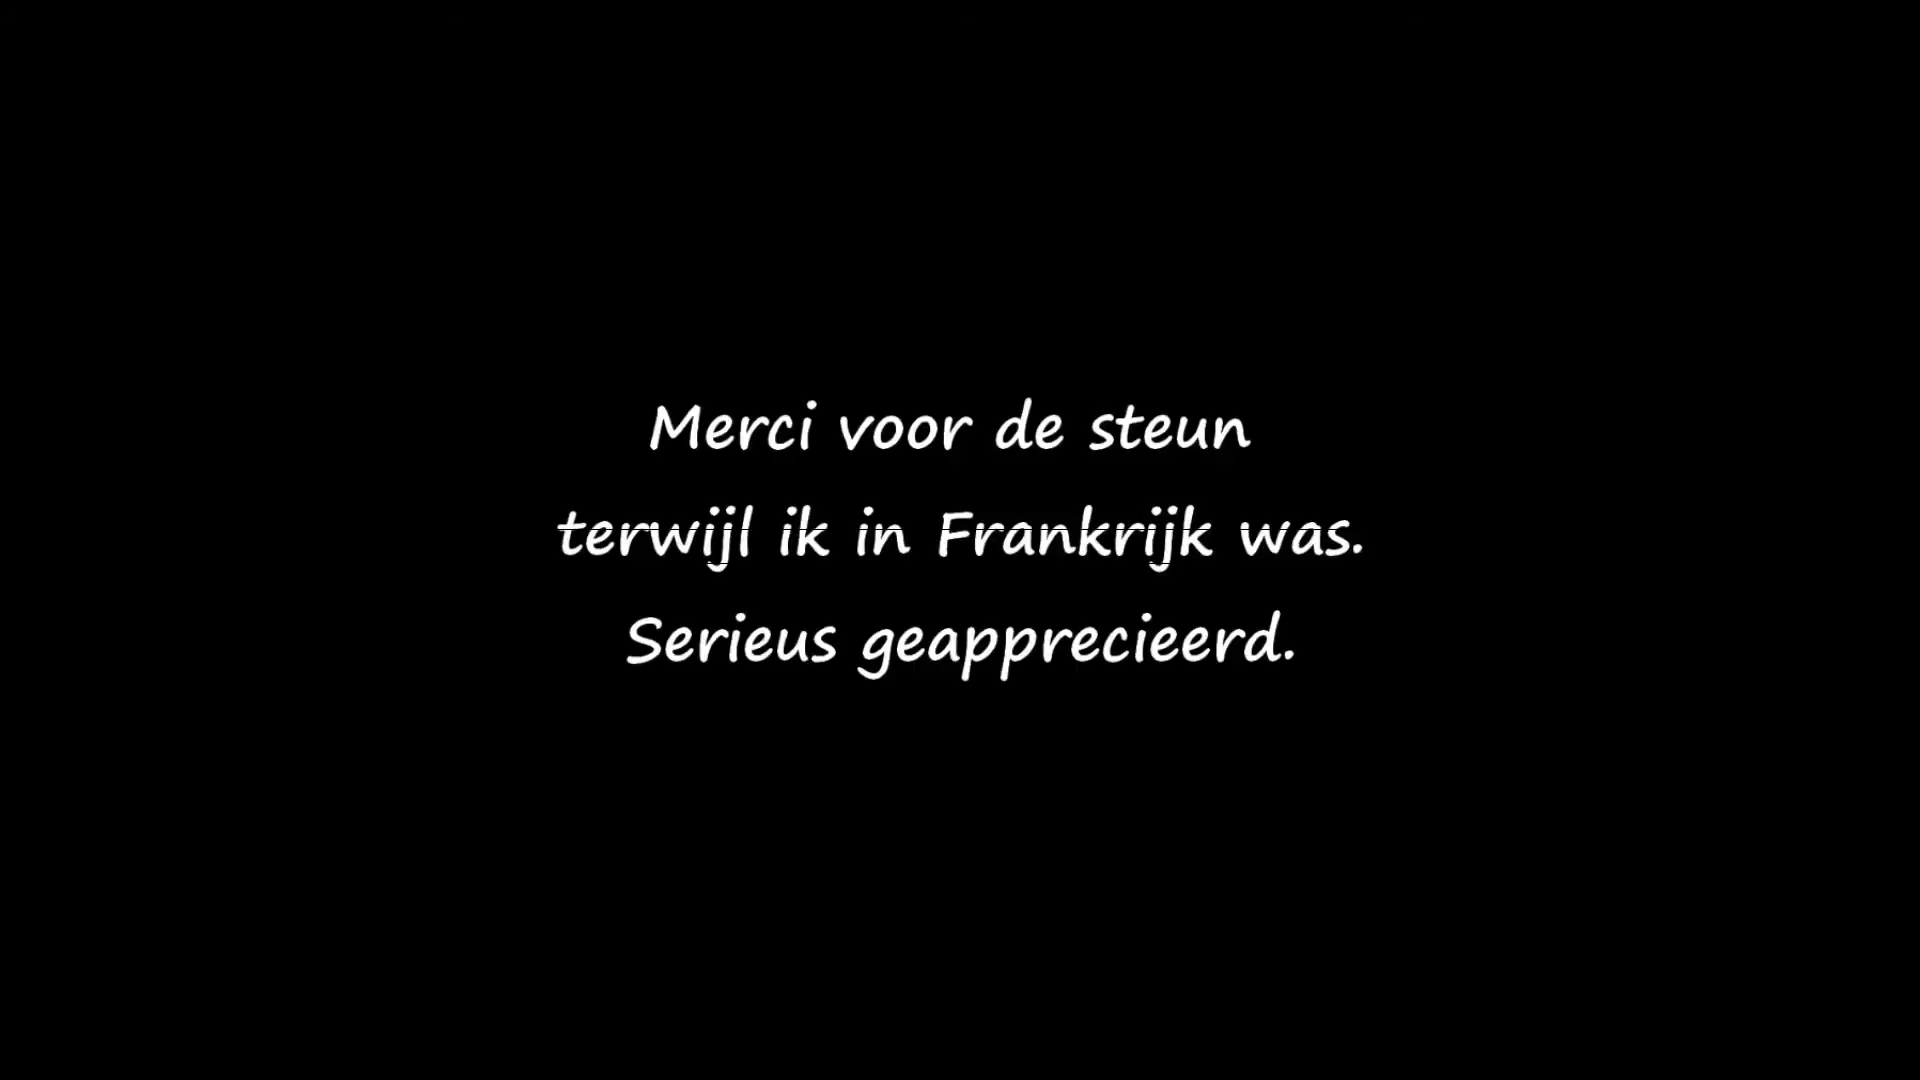 Merci voor de steun
terwijl ik in Frankrijk was.
Serieus geapprecieerd.